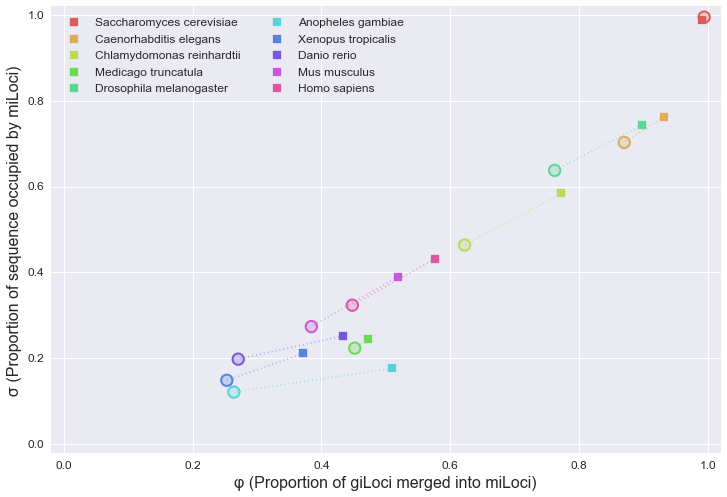 Saccharomyces cerevisiae
Caenorhabditis elegans
Chlamydomonas reinhardtii
Medicago truncatula
Drosophila melanogaster
Anopheles gambiae
Xenopus tropicalis
Danio rerio
Mus musculus
Homo sapiens
σ (Proportion of sequence occupied by miLoci)
1.0
0.8
0.6
0.4
0.2
0.0
0.0 0.2 0.4 0.6 0.8 1.0
φ (Proportion of giLoci merged into miLoci)